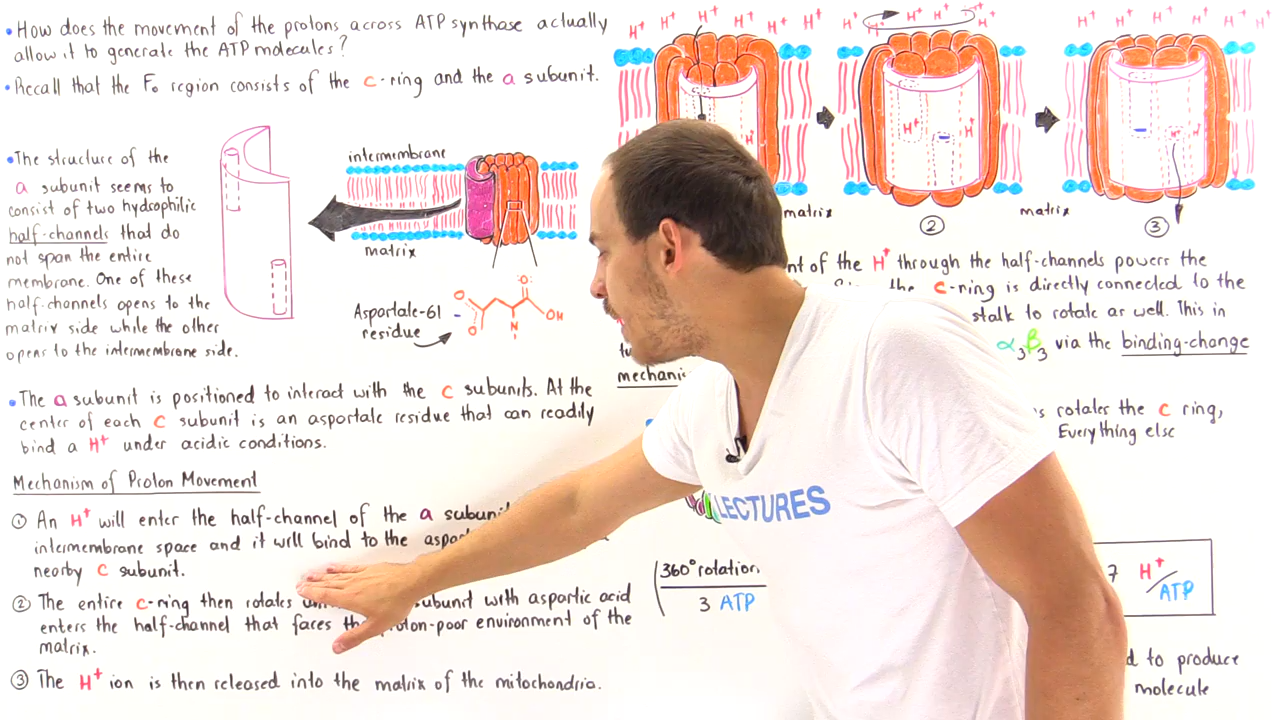 • How does the movement of the protons across ATP synthase actually
allow it to generate the ATP molecules?
• Recall that the F₀ region consists of the c-ring and the a subunit.
• The structure of the
a subunit seems to
consist of two hydrophilic
half-channels that do
not span the entire
membrane. One of these
half-channels opens to the
matrix side while the other
opens to the intermembrane side.
intermembrane
matrix
Aspartate-61
residue
O
O
:O:
OH
N
• The a subunit is positioned to interact with the c subunits. At the
center of each c subunit is an aspartate residue that can readily
bind a H⁺ under acidic conditions.
Mechanism of Proton Movement
① An H⁺ will enter the half-channel of the a
intermembrane space and it will bind to the
nearby c subunit.
② The entire c-ring then rotates subunit with aspartic acid
enters the half-channel that faces proton-poor environment of the
matrix.
③ The H⁺ ion is then released into the matrix of the mitochondria.
H⁺ H⁺ H⁺ H⁺ H⁺ H⁺ H⁺ H⁺ H⁺ H⁺ H⁺ H⁺ H⁺ H⁺ H⁺ H⁺
H⁺ H⁺ H⁺ H⁺ H⁺
matrix
②
matrix
③
of the H⁺ through the half-channels powers the
the c-ring is directly connected to the
stalk to rotate as well. This in
α₃β₃ via the binding-change
rotates the c ring,
Everything else
LECTURES
360° rotation
3 ATP
7 H⁺/ATP
to produce
molecule